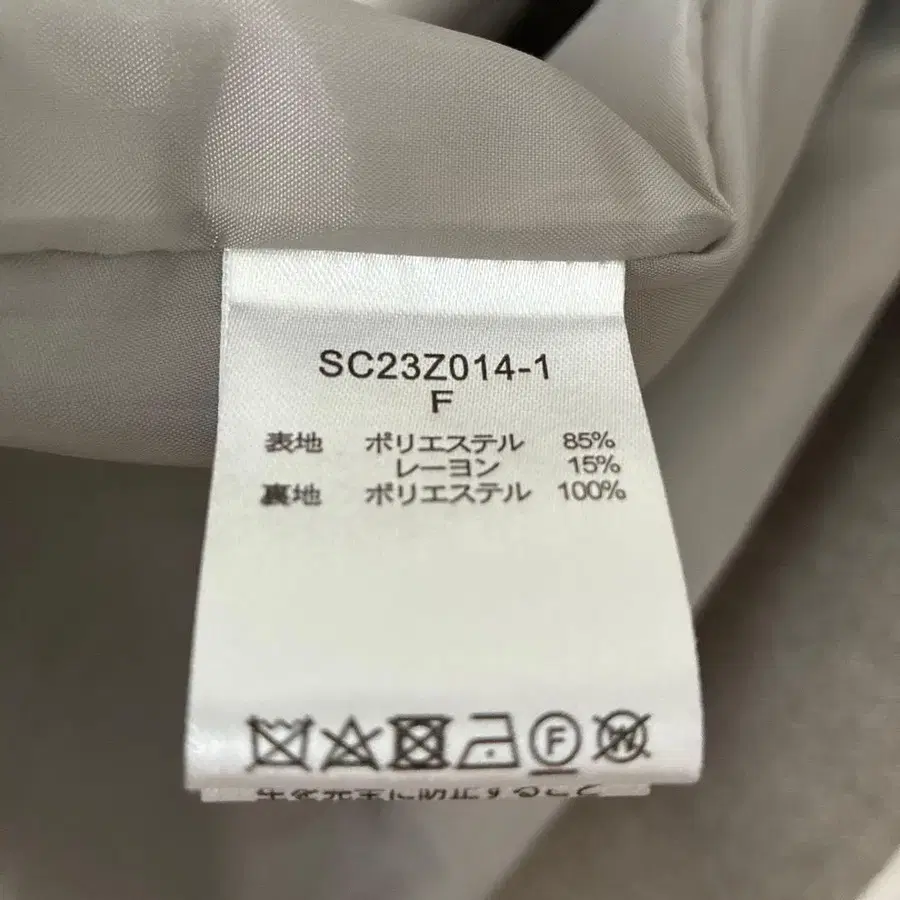 SC23Z014-1
F
表地 ポリエステル 85%
レーヨン 15%
裏地 ポリエステル 100%
F
W